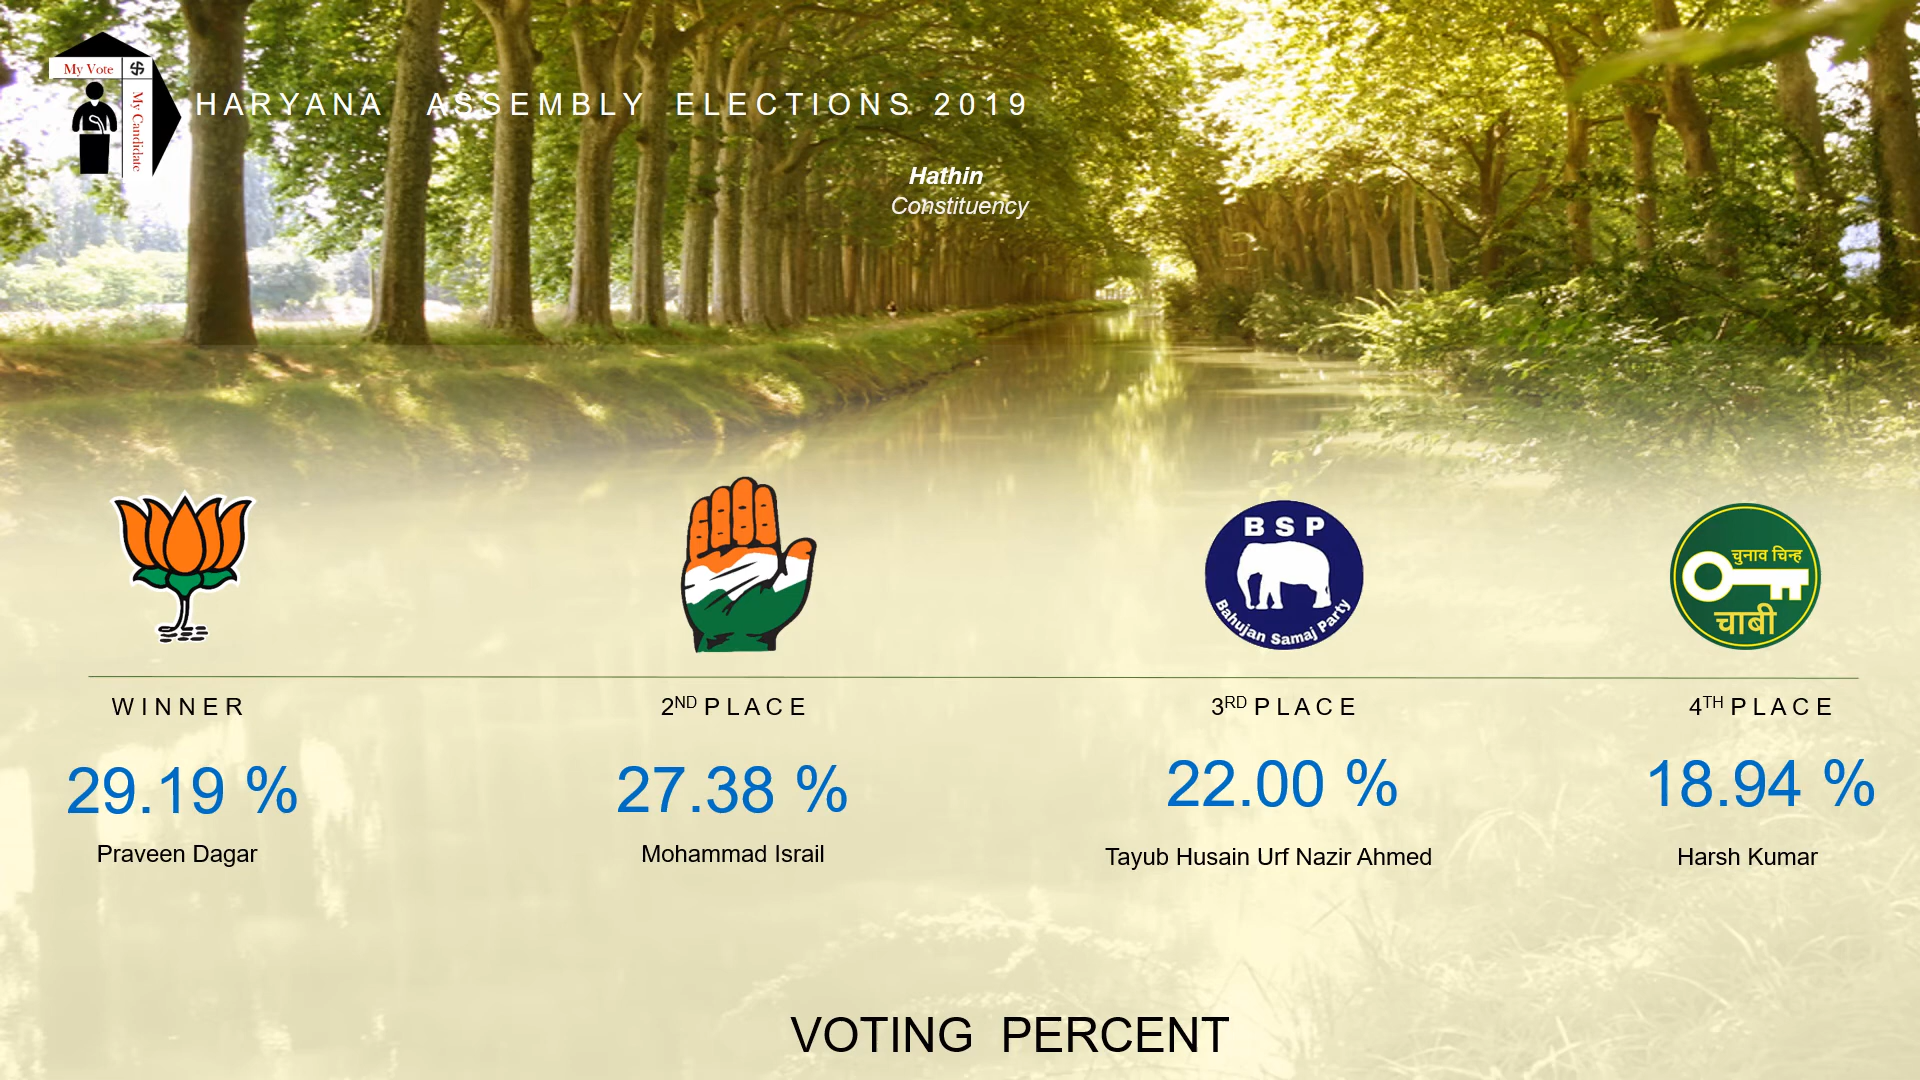 My Vote
My Candidate
HARYANA ASSEMBLY ELECTIONS 2019
Hathin
Constituency
BSP
Bahujan Samaj Party
चुनाव चिन्ह
चाबी
WINNER
2ND PLACE
3RD PLACE
4TH PLACE
29.19 %
27.38 %
22.00 %
18.94 %
Praveen Dagar
Mohammad Israil
Tayub Husain Urf Nazir Ahmed
Harsh Kumar
VOTING PERCENT